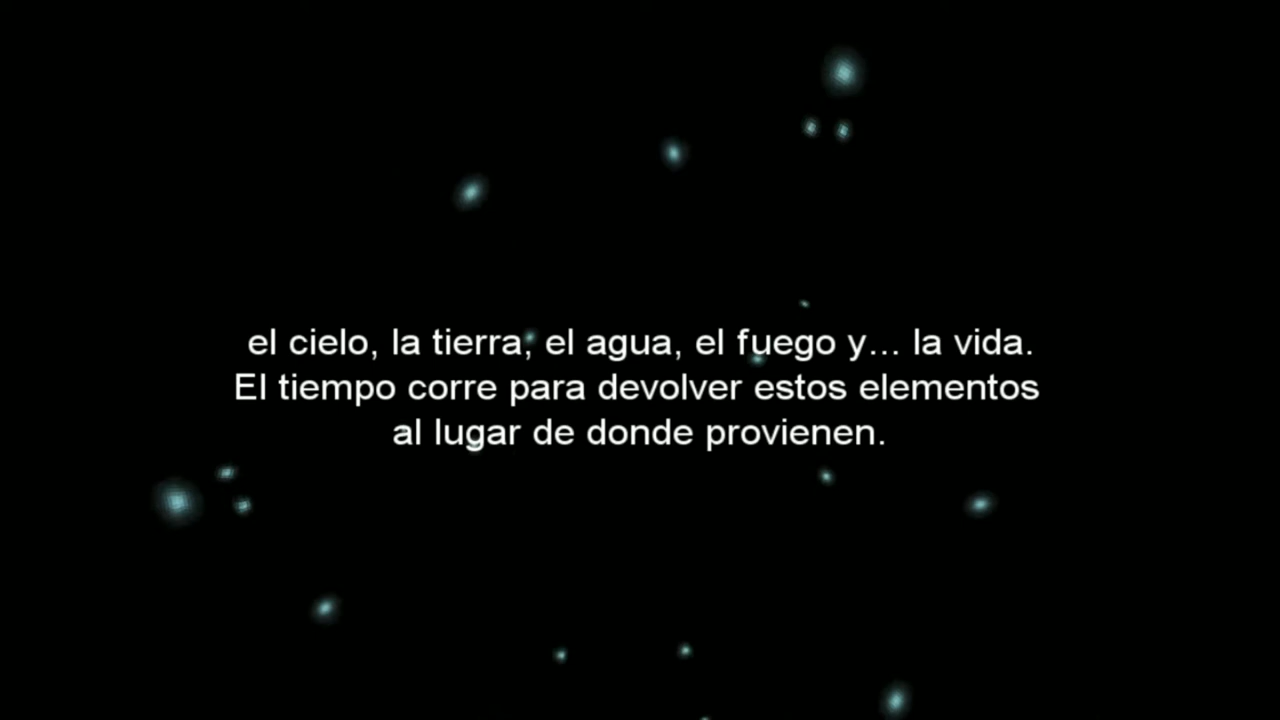 el cielo, la tierra, el agua, el fuego y... la vida.
El tiempo corre para devolver estos elementos
al lugar de donde provienen.